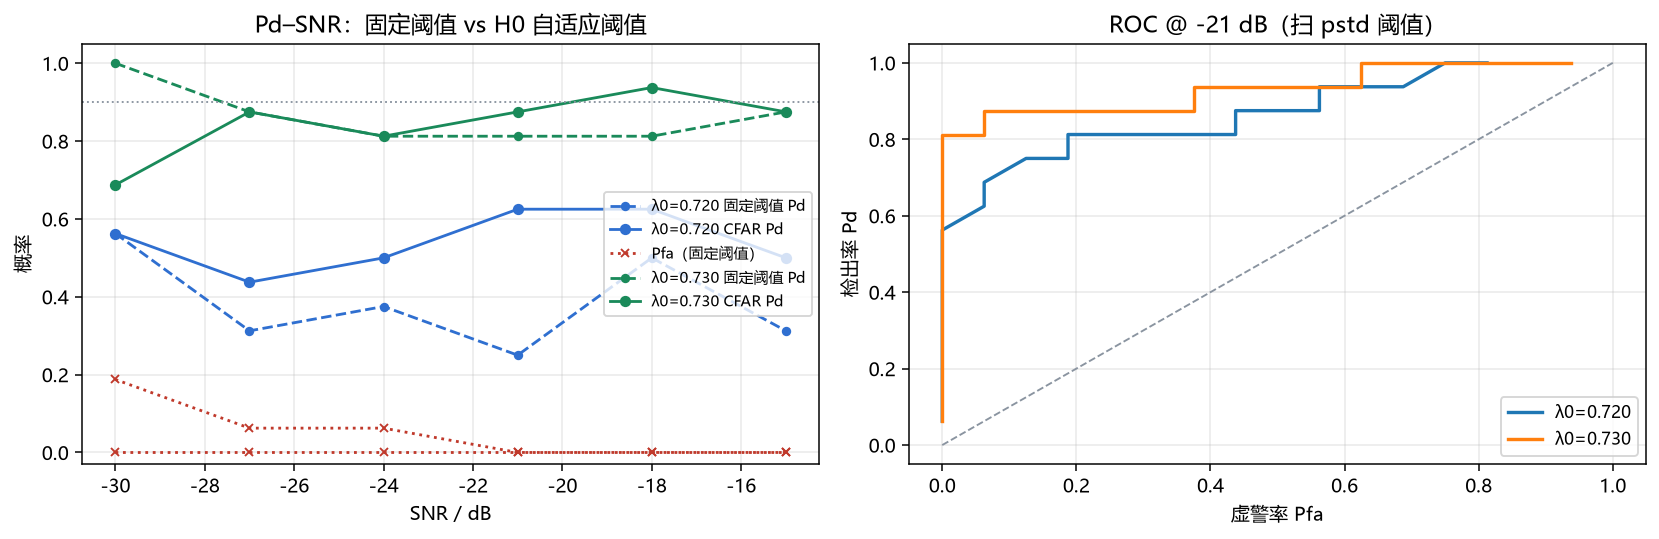 Pd–SNR：固定阈值 vs H0 自适应阈值
概率
1.0
0.8
0.6
0.4
0.2
0.0
λ0=0.720 固定阈值 Pd
λ0=0.720 CFAR Pd
Pfa（固定阈值）
λ0=0.730 固定阈值 Pd
λ0=0.730 CFAR Pd
-30 -28 -26 -24 -22 -20 -18 -16
SNR / dB
ROC @ -21 dB（扫 pstd 阈值）
检出率 Pd
1.0
0.8
0.6
0.4
0.2
0.0
λ0=0.720
λ0=0.730
0.0 0.2 0.4 0.6 0.8 1.0
虚警率 Pfa